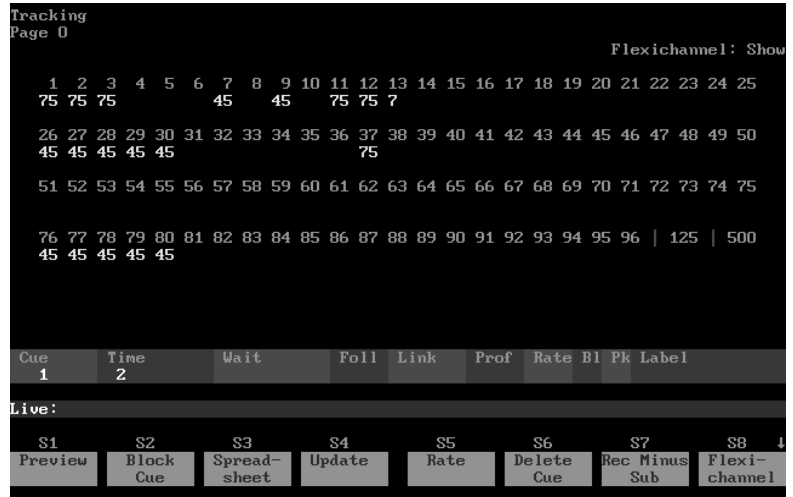 Tracking
Page 0
Flexichannel: Show
1 2 3 4 5 6 7 8 9 10 11 12 13 14 15 16 17 18 19 20 21 22 23 24 25
75 75 75 45 45 75 75 7
26 27 28 29 30 31 32 33 34 35 36 37 38 39 40 41 42 43 44 45 46 47 48 49 50
45 45 45 45 45 75
51 52 53 54 55 56 57 58 59 60 61 62 63 64 65 66 67 68 69 70 71 72 73 74 75
76 77 78 79 80 81 82 83 84 85 86 87 88 89 90 91 92 93 94 95 96 | 125 | 500
45 45 45 45 45
Cue Time Wait Foll Link Prof Rate Bl Pk Label
1 2
Live:
S1 S2 S3 S4 S5 S6 S7 S8 ↓
Preview Block Spread- Update Rate Delete Rec Minus Flexi-
Cue sheet Cue Sub channel